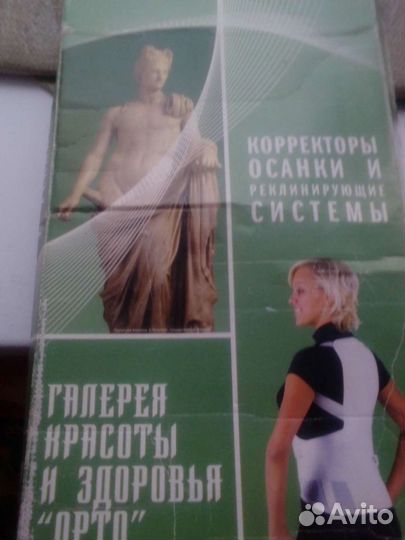 КОРРЕКТОРЫ
ОСАНКИ И
РЕКЛИНИРУЮЩИЕ
СИСТЕМЫ
ГАЛЕРЕЯ
КРАСОТЫ
И ЗДОРОВЬЯ
"ОРТО"
Avito